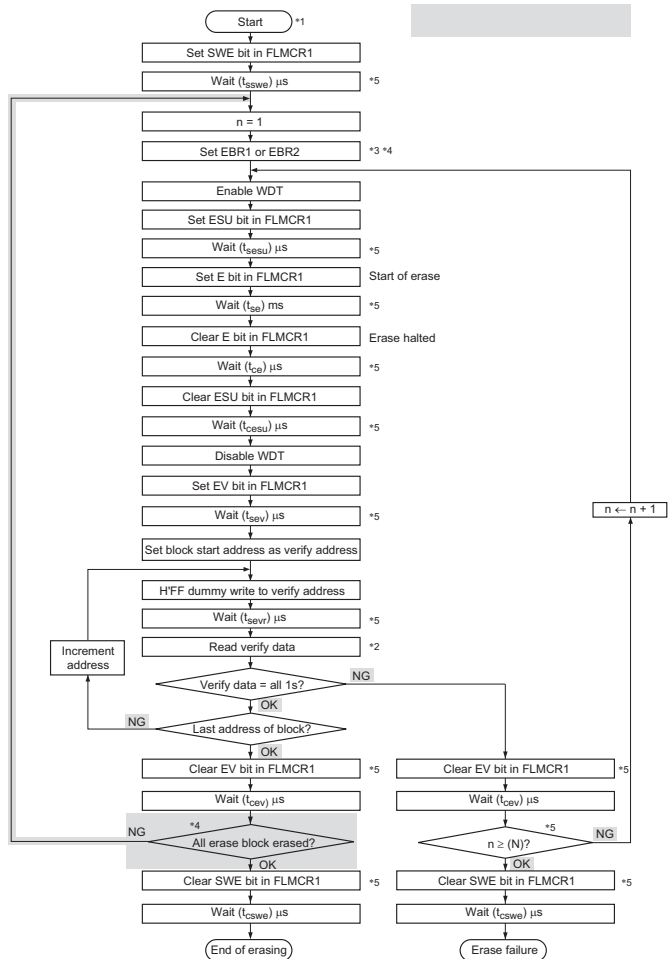 Start *1
Set SWE bit in FLMCR1
Wait (tsswe) μs *5
n = 1
Set EBR1 or EBR2 *3 *4
Enable WDT
Set ESU bit in FLMCR1
Wait (tsesu) μs *5
Set E bit in FLMCR1 Start of erase
Wait (tse) ms *5
Clear E bit in FLMCR1 Erase halted
Wait (tce) μs *5
Clear ESU bit in FLMCR1
Wait (tcesu) μs *5
Disable WDT
Set EV bit in FLMCR1
Wait (tsev) μs *5
n ← n + 1
Set block start address as verify address
H'FF dummy write to verify address
Wait (tsevr) μs *5
Read verify data *2
Increment
address
Verify data = all 1s? NG
OK
NG Last address of block?
OK
Clear EV bit in FLMCR1 *5
Wait (tcev) μs
NG *4
All erase block erased?
OK
Clear SWE bit in FLMCR1 *5
Wait (tcswe) μs
End of erasing
Clear EV bit in FLMCR1 *5
Wait (tcev) μs
*5
n ≥ (N)? NG
OK
Clear SWE bit in FLMCR1 *5
Wait (tcswe) μs
Erase failure